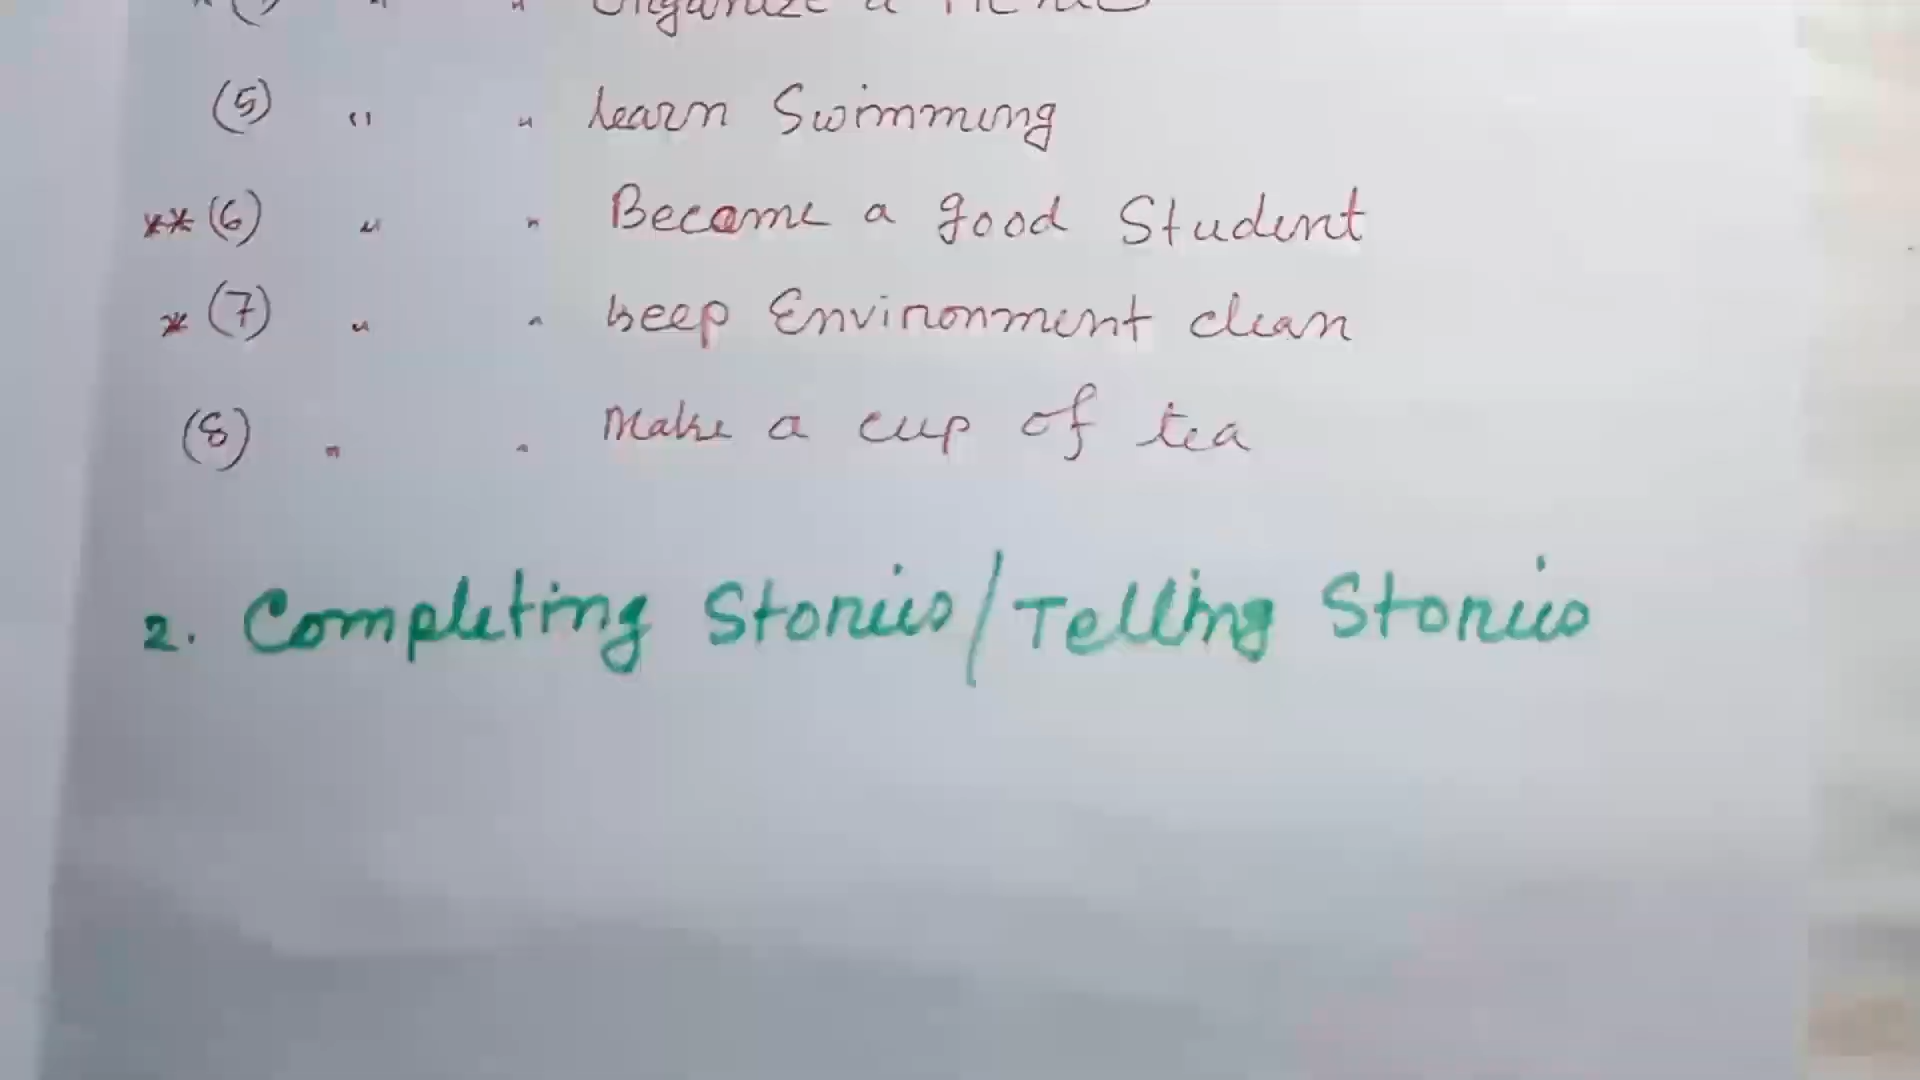 Organize a
(5) " " learn Swimming
**(6) " " Become a good Student
*(7) " " keep Environment clean
(8) " " Make a cup of tea
2. Completing Stories/Telling Stories